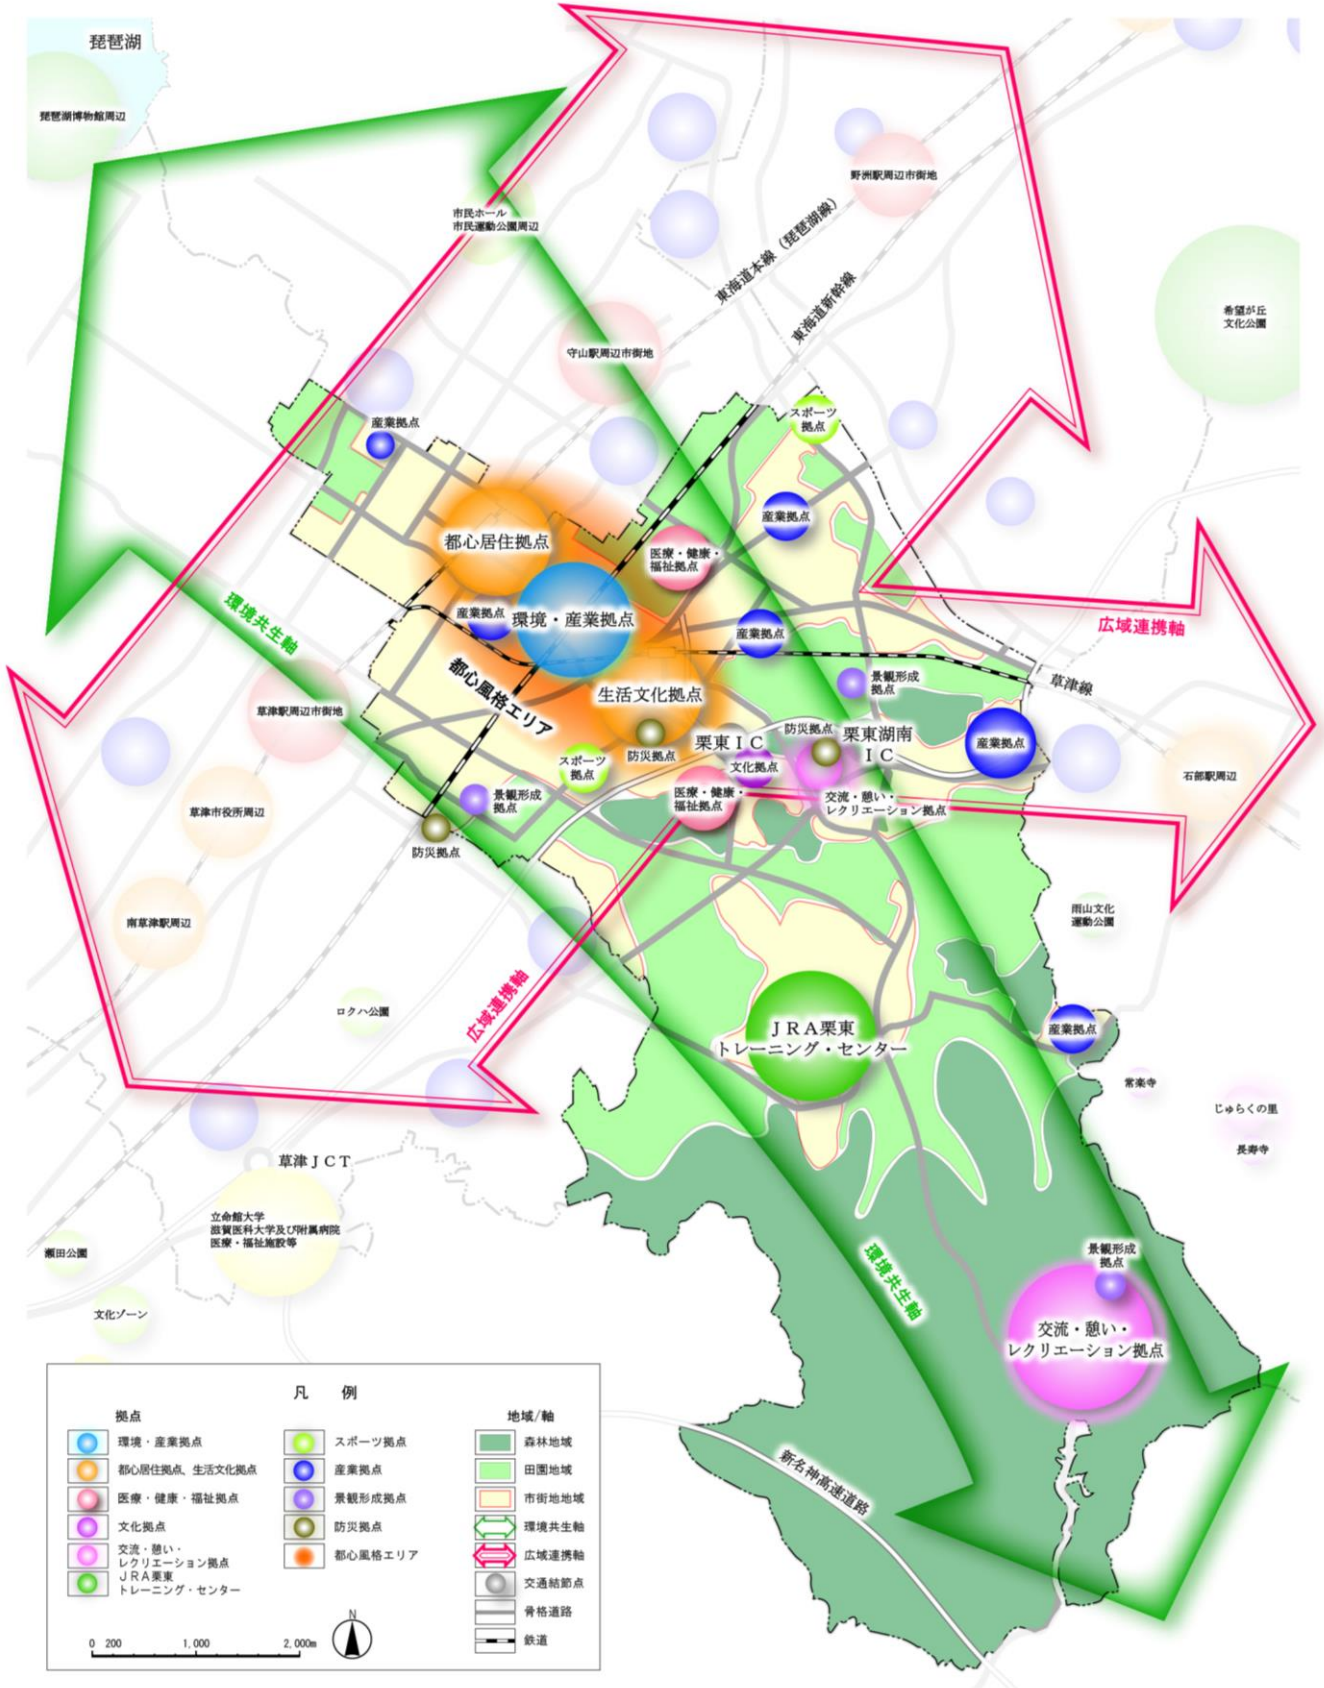 琵琶湖
琵琶湖博物館周辺
市民ホール
市民運動公園周辺
野洲駅周辺市街地
東海道本線（琵琶湖線）
東海道新幹線
希望が丘
文化公園
守山駅周辺市街地
産業拠点
スポーツ
拠点
都心居住拠点
産業拠点
医療・健康・
福祉拠点
産業拠点
環境・産業拠点
産業拠点
環境共生軸
広域連携軸
都心風格エリア
生活文化拠点
景観形成
拠点
草津線
草津駅周辺市街地
防災拠点
栗東ＩＣ
防災拠点
栗東湖南
ＩＣ
産業拠点
スポーツ
拠点
文化拠点
石部駅周辺
草津市役所周辺
景観形成
拠点
医療・健康・
福祉拠点
交流・憩い・
レクリエーション拠点
防災拠点
南草津駅周辺
雨山文化
運動公園
広域連携軸
ロクハ公園
ＪＲＡ栗東
トレーニング・センター
産業拠点
常楽寺
じゅらくの里
長寿寺
草津ＪＣＴ
立命館大学
滋賀医科大学及び附属病院
医療・福祉施設等
瀬田公園
文化ゾーン
環境共生軸
景観形成
拠点
交流・憩い・
レクリエーション拠点
新名神高速道路
凡　例
拠点
環境・産業拠点
都心居住拠点、生活文化拠点
医療・健康・福祉拠点
文化拠点
交流・憩い・
レクリエーション拠点
ＪＲＡ栗東
トレーニング・センター
スポーツ拠点
産業拠点
景観形成拠点
防災拠点
都心風格エリア
地域/軸
森林地域
田園地域
市街地地域
環境共生軸
広域連携軸
交通結節点
骨格道路
鉄道
0 200 1,000 2,000m
N